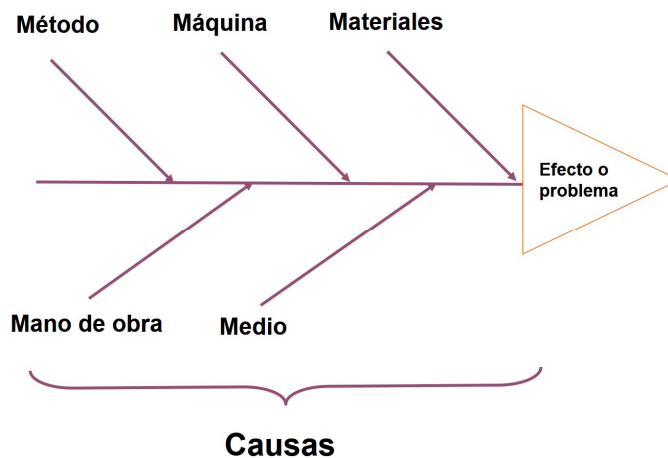 Método
Máquina
Materiales
Efecto o
problema
Mano de obra
Medio
Causas